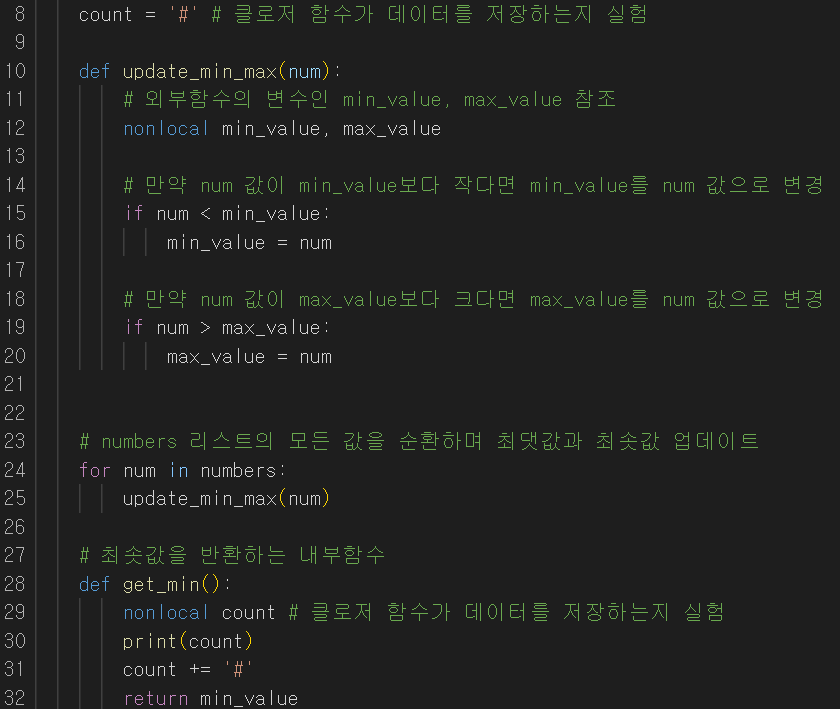 8 count = '#' # 클로저 함수가 데이터를 저장하는지 실험
9
10 def update_min_max(num):
11 # 외부함수의 변수인 min_value, max_value 참조
12 nonlocal min_value, max_value
13
14 # 만약 num 값이 min_value보다 작다면 min_value를 num 값으로 변경
15 if num < min_value:
16 min_value = num
17
18 # 만약 num 값이 max_value보다 크다면 max_value를 num 값으로 변경
19 if num > max_value:
20 max_value = num
21
22
23 # numbers 리스트의 모든 값을 순환하며 최댓값과 최솟값 업데이트
24 for num in numbers:
25 update_min_max(num)
26
27 # 최솟값을 반환하는 내부함수
28 def get_min():
29 nonlocal count # 클로저 함수가 데이터를 저장하는지 실험
30 print(count)
31 count += '#'
32 return min_value